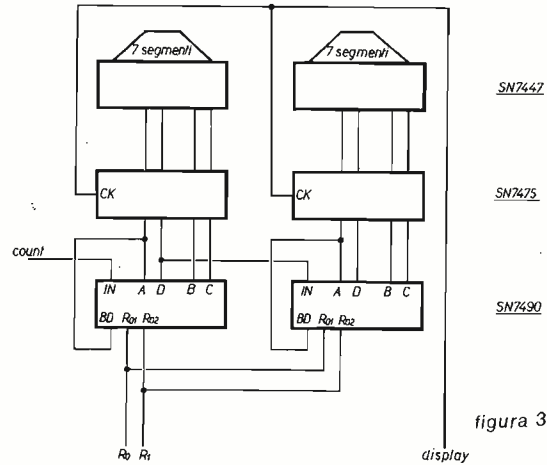 7 segmenti 7 segmenti
SN7447
CK CK SN7475
count
IN A D B C IN A D B C
SN7490
BD R01 R02 BD R01 R02
figura 3
R0 R1 display